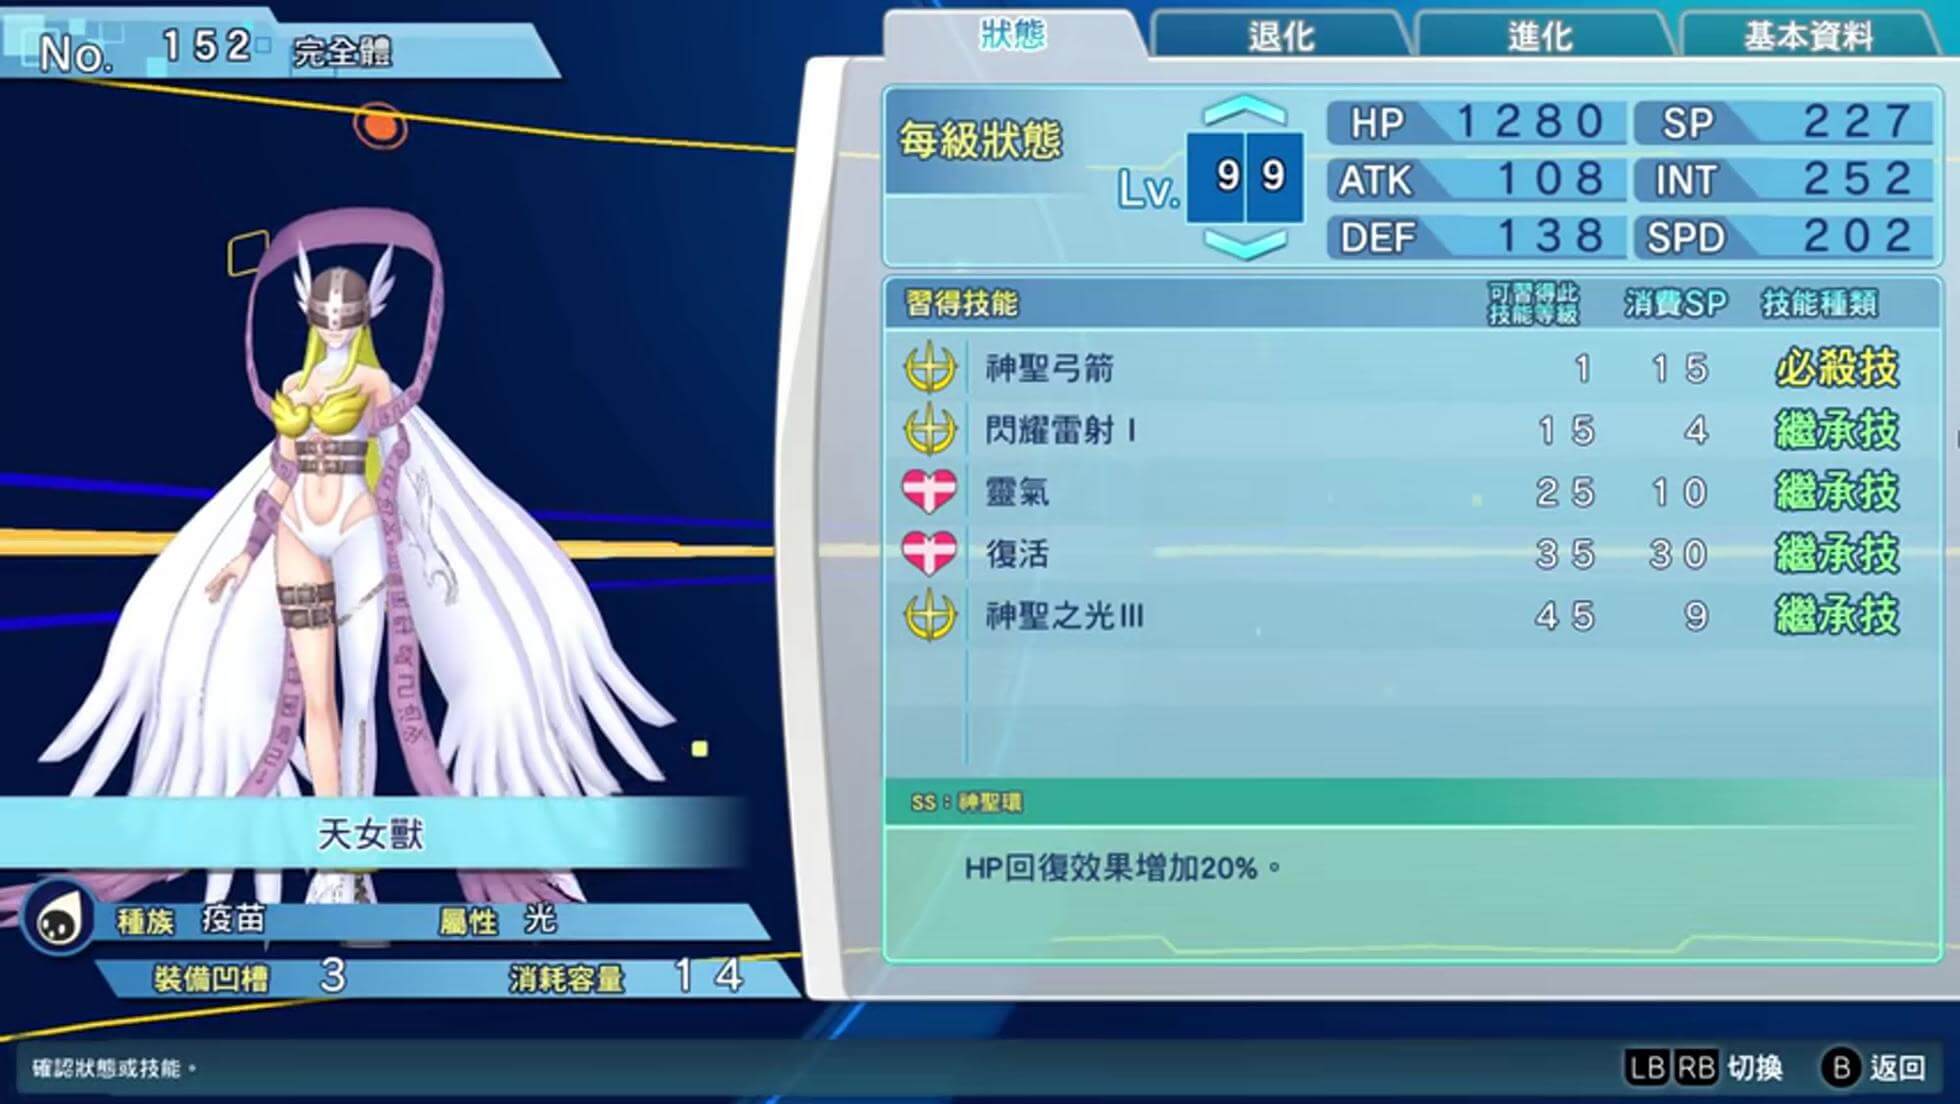 No. 152 完全體
狀態 退化 進化 基本資料
每級狀態
Lv. 99
HP 1280 SP 227
ATK 108 INT 252
DEF 138 SPD 202
習得技能 可習得此技能等級 消費SP 技能種類
神聖弓箭 1 15 必殺技
閃耀雷射 I 15 4 繼承技
靈氣 25 10 繼承技
復活 35 30 繼承技
神聖之光III 45 9 繼承技
SS：神聖環
HP回復效果增加20%。
天女獸
種族 疫苗 屬性 光
裝備凹槽 3 消耗容量 14
確認狀態或技能。
LB RB 切換 B 返回